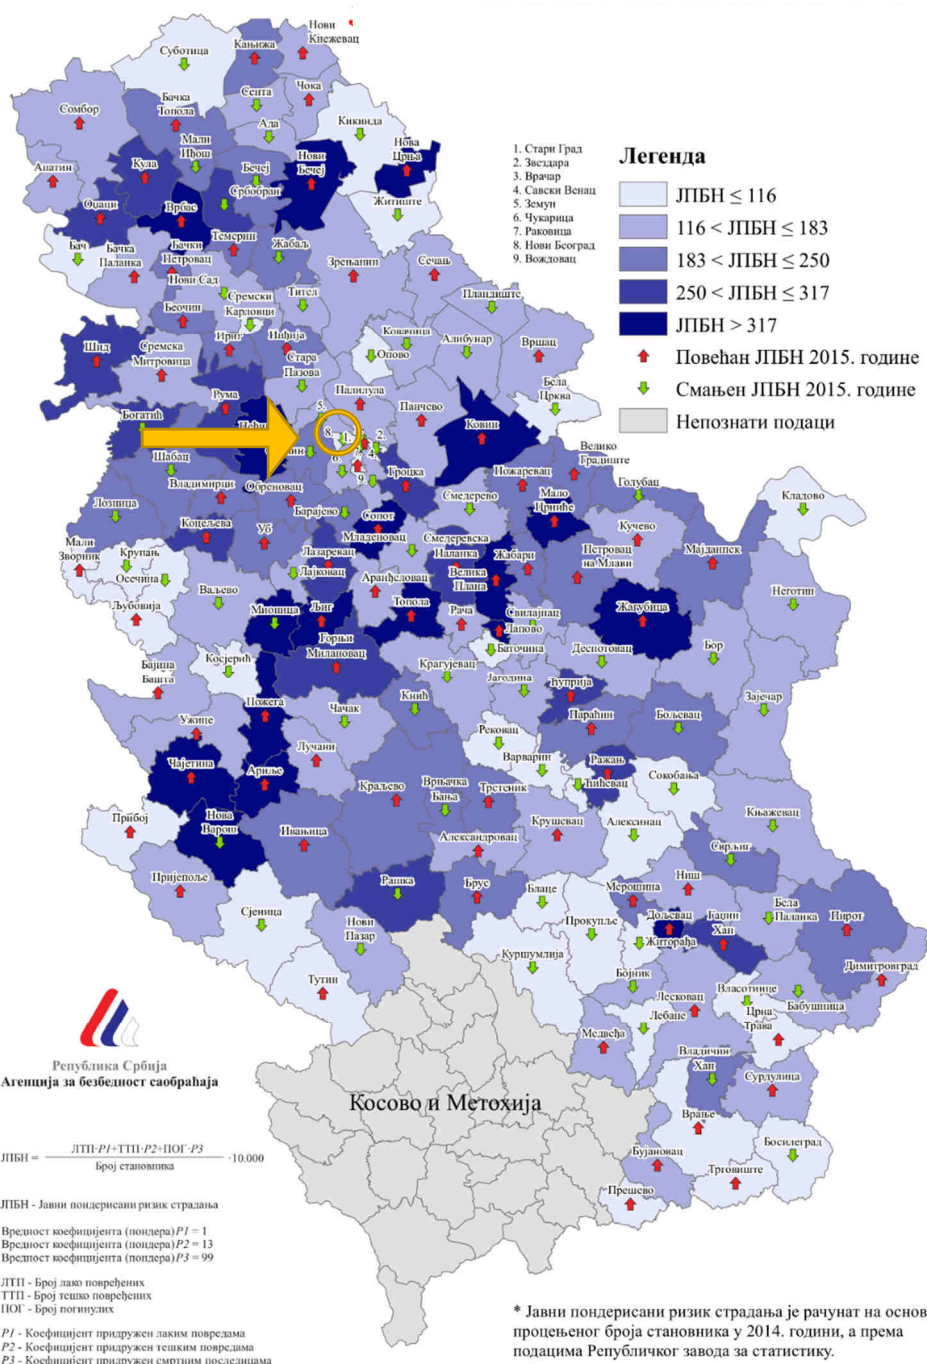 Нови
Кнежевац
Кањижа
Суботица
Сента
Чока
Бачка
Топола
Сомбор
Ада
Кикинда
Мали
Иђош
Нова
Црња
Апатин
Кула
Бечеј
Нови
Бечеј
Србобран
Житиште
Оџаци
Врбас
Темерин
Бач
Бачка
Паланка
Бачки
Петровац
Жабаљ
Зрењанин
Сечањ
Нови Сад
Тител
Пландиште
Беочин
Сремски
Карловци
Ковачица
Опово
Алибунар
Вршац
Шид
Сремска
Митровица
Ириг
Инђија
Стара
Пазова
Бела
Црква
Рума
Палилула
Панчево
Ковин
Богатић
5.
8.
1.
2.
4.
6.
9.
Шабац
Владимирци
Обреновац
Гроцка
Пожаревац
Велико
Градиште
Голубац
Кладово
Лозница
Коцељева
Уб
Барајево
Сопот
Смедерево
Мало
Црниће
Кучево
Мали
Зворник
Крупањ
Осечина
Младеновац
Смедеревска
Паланка
Жабари
Петровац
на Млави
Мајданпек
Лазаревац
Лајковац
Аранђеловац
Велика
Плана
Неготин
Љубовија
Ваљево
Мионица
Љиг
Топола
Рача
Свилајнац
Лапово
Жагубица
Горњи
Милановац
Баточина
Деспотовац
Бор
Бајина
Башта
Косјерић
Крагујевац
Јагодина
Ћуприја
Зајечар
Пожега
Чачак
Кнић
Параћин
Бољевац
Ужице
Лучани
Рековац
Варварин
Ражањ
Чајетина
Ариље
Краљево
Врњачка
Бања
Трстеник
Ћићевац
Сокобања
Прибој
Нова
Варош
Ивањица
Александровац
Крушевац
Алексинац
Књажевац
Сврљиг
Пријепоље
Рашка
Брус
Блаце
Мерошина
Ниш
Сјеница
Нови
Пазар
Прокупље
Дољевац
Гаџин
Хан
Бела
Паланка
Пирот
Куршумлија
Житорађа
Тутин
Бојник
Димитровград
Лесковац
Власотинце
Бабушница
Лебане
Црна
Трава
Медвеђа
Владичин
Хан
Сурдулица
Врање
Босилеград
Бујановац
Трговиште
Прешево
Косово и Метохија
1. Стари Град
2. Звездара
3. Врачар
4. Савски Венац
5. Земун
6. Чукарица
7. Раковица
8. Нови Београд
9. Вождовац
Легенда
ЈПБН ≤ 116
116 < ЈПБН ≤ 183
183 < ЈПБН ≤ 250
250 < ЈПБН ≤ 317
ЈПБН > 317
Повећан ЈПБН 2015. године
Смањен ЈПБН 2015. године
Непознати подаци
Република Србија
Агенција за безбедност саобраћаја
ЈПБН = ЛТП·P1+ТТП·P2+ПОГ·P3 / Број становника ·10.000
ЈПБН - Јавни пондерисани ризик страдања
Вредност коефицијента (пондера) P1 = 1
Вредност коефицијента (пондера) P2 = 13
Вредност коефицијента (пондера) P3 = 99
ЛТП - Број лако повређених
ТТП - Број тешко повређених
ПОГ - Број погинулих
P1 - Коефицијент придружен лаким повредама
P2 - Коефицијент придружен тешким повредама
P3 - Коефицијент придружен смртним последицама
* Јавни пондерисани ризик страдања је рачунат на основ
процењеног броја становника у 2014. години, а према
подацима Републичког завода за статистику.